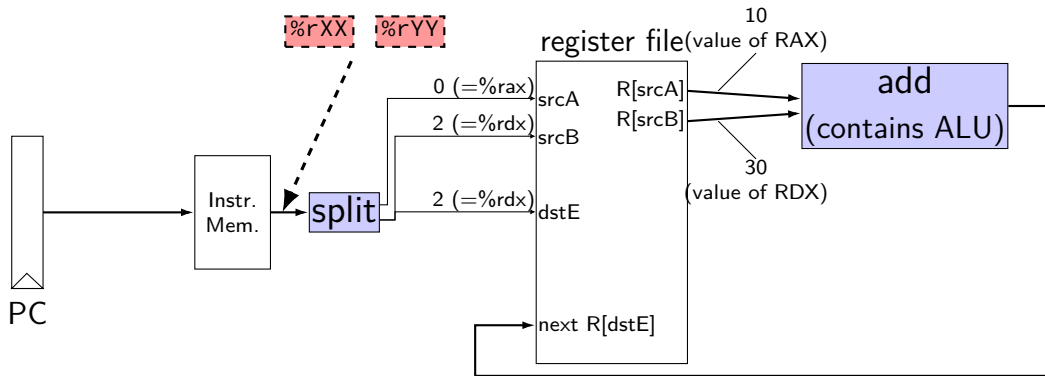 %rXX %rYY
10
(value of RAX)
register file
0 (=%rax)
srcA
R[srcA]
add
(contains ALU)
2 (=%rdx)
srcB
R[srcB]
30
(value of RDX)
Instr.
Mem.
split
2 (=%rdx)
dstE
PC
next R[dstE]